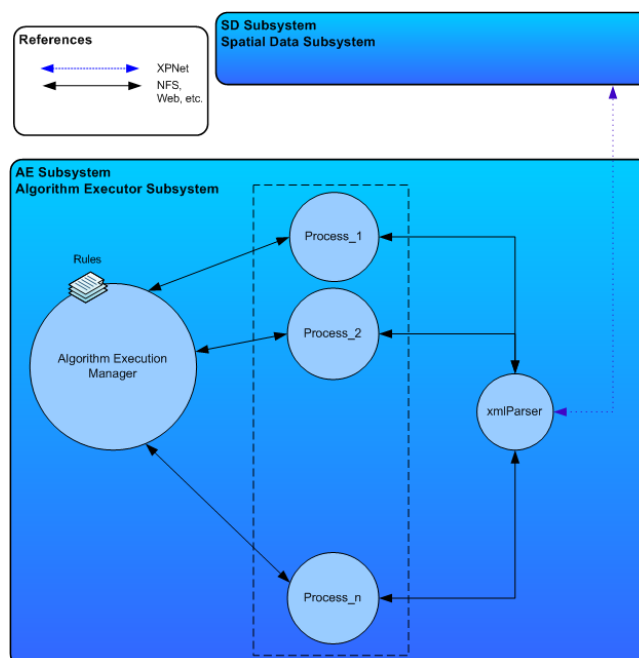 References
XPNet
NFS,
Web, etc.
SD Subsystem
Spatial Data Subsystem
AE Subsystem
Algorithm Executor Subsystem
Rules
Algorithm Execution
Manager
Process_1
Process_2
xmlParser
Process_n